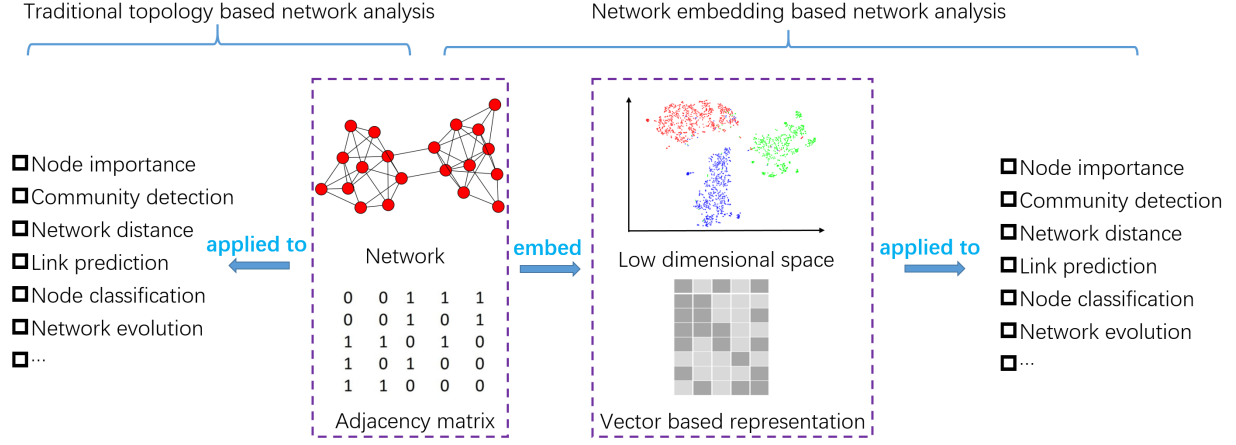 Traditional topology based network analysis
Network embedding based network analysis
Node importance
Community detection
Network distance
Link prediction
Node classification
Network evolution
...
applied to
Network
0 0 1 1 1
0 0 1 0 1
1 1 0 1 0
1 0 1 0 0
1 1 0 0 0
Adjacency matrix
embed
Low dimensional space
Vector based representation
applied to
Node importance
Community detection
Network distance
Link prediction
Node classification
Network evolution
...